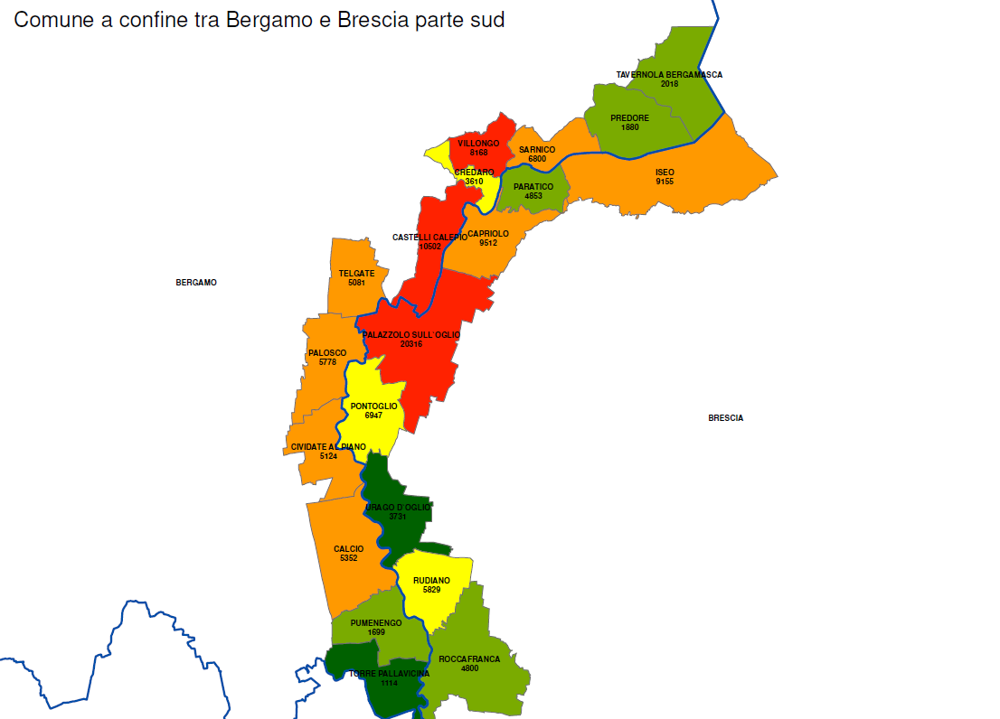 Comune a confine tra Bergamo e Brescia parte sud
TAVERNOLA BERGAMASCA
2018
PREDORE
1880
VILLONGO
8168
SARNICO
6800
ISEO
9155
CREDARO
3610
PARATICO
4853
CASTELLI CALEPIO
10502
CAPRIOLO
9512
TELGATE
5081
BERGAMO
PALAZZOLO SULL`OGLIO
20316
PALOSCO
5778
PONTOGLIO
6947
BRESCIA
CIVIDATE AL PIANO
5124
URAGO D'OGLIO
3731
CALCIO
5352
RUDIANO
5829
PUMENENGO
1699
ROCCAFRANCA
4800
TORRE PALLAVICINA
1114